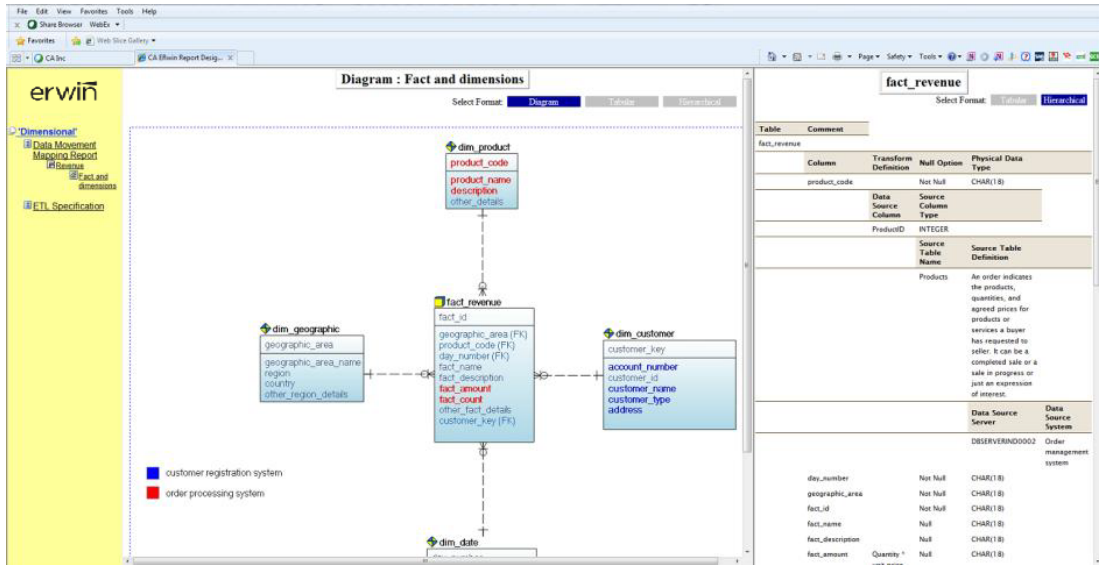 File Edit View Favorites Tools Help
x Share Browser WebEx
Favorites Web Slice Gallery
CA Inc CA ERwin Report Desig... X
Page Safety Tools
erwin
'Dimensional'
Data Movement
Mapping Report
Revenue
Fact and
dimensions
ETL Specification
Diagram : Fact and dimensions
Select Format: Diagram Tabular Hierarchical
dim_product
product_code
product_name
description
other_details
fact_revenue
fact_id
geographic_area (FK)
product_code (FK)
day_number (FK)
fact_name
fact_description
fact_amount
fact_count
other_fact_details
customer_key (FK)
dim_geographic
geographic_area
geographic_area_name
region
country
other_region_details
dim_customer
customer_key
account_number
customer_id
customer_name
customer_type
address
customer registration system
order processing system
dim_date
fact_revenue
Select Format: Tabular Hierarchical
Table Comment
fact_revenue
Column Transform Definition Null Option Physical Data Type
product_code Not Null CHAR(18)
Data Source Column Source Column Type
ProductID INTEGER
Source Table Name Source Table Definition
Products An order indicates
the products,
quantities, and
agreed prices for
products or
services a buyer
has requested to
seller. It can be a
completed sale or a
sale in progress or
just an expression
of interest.
Data Source Server Data Source System
DBSERVERIND0002 Order management system
day_number Not Null CHAR(18)
geographic_area Not Null CHAR(18)
fact_id Not Null CHAR(18)
fact_name Null CHAR(18)
fact_description Null CHAR(18)
fact_amount Quantity * Null CHAR(18)